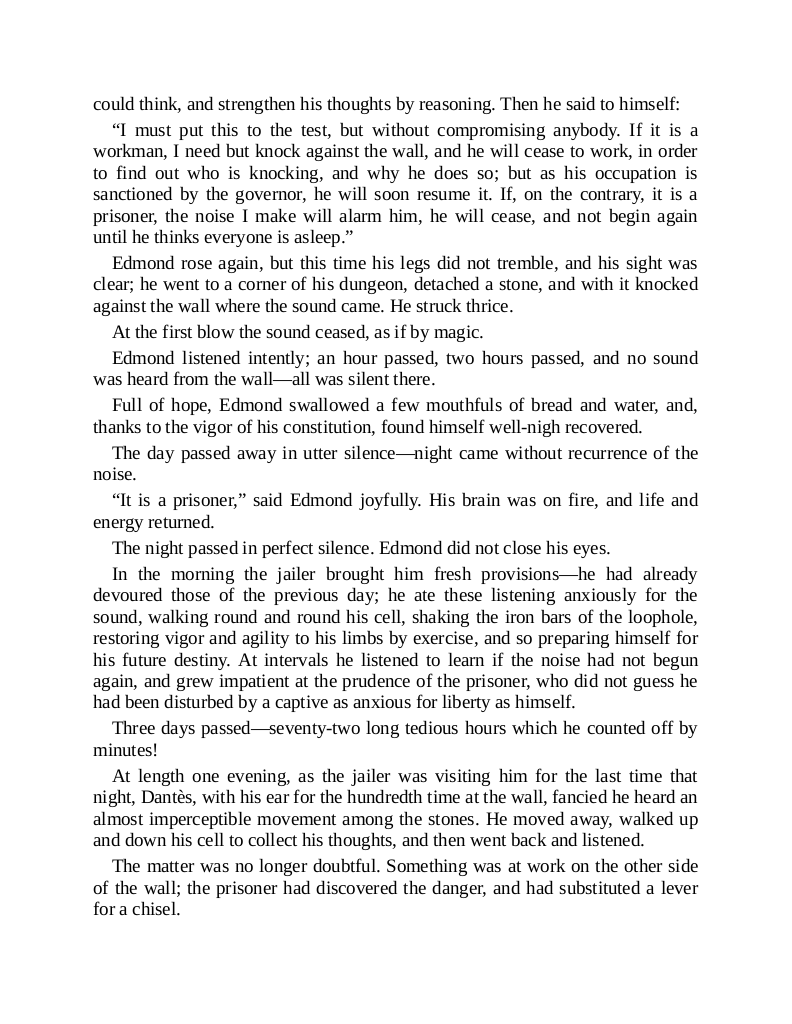 could think, and strengthen his thoughts by reasoning. Then he said to himself:
“I must put this to the test, but without compromising anybody. If it is a
workman, I need but knock against the wall, and he will cease to work, in order
to find out who is knocking, and why he does so; but as his occupation is
sanctioned by the governor, he will soon resume it. If, on the contrary, it is a
prisoner, the noise I make will alarm him, he will cease, and not begin again
until he thinks everyone is asleep.”
Edmond rose again, but this time his legs did not tremble, and his sight was
clear; he went to a corner of his dungeon, detached a stone, and with it knocked
against the wall where the sound came. He struck thrice.
At the first blow the sound ceased, as if by magic.
Edmond listened intently; an hour passed, two hours passed, and no sound
was heard from the wall—all was silent there.
Full of hope, Edmond swallowed a few mouthfuls of bread and water, and,
thanks to the vigor of his constitution, found himself well-nigh recovered.
The day passed away in utter silence—night came without recurrence of the
noise.
“It is a prisoner,” said Edmond joyfully. His brain was on fire, and life and
energy returned.
The night passed in perfect silence. Edmond did not close his eyes.
In the morning the jailer brought him fresh provisions—he had already
devoured those of the previous day; he ate these listening anxiously for the
sound, walking round and round his cell, shaking the iron bars of the loophole,
restoring vigor and agility to his limbs by exercise, and so preparing himself for
his future destiny. At intervals he listened to learn if the noise had not begun
again, and grew impatient at the prudence of the prisoner, who did not guess he
had been disturbed by a captive as anxious for liberty as himself.
Three days passed—seventy-two long tedious hours which he counted off by
minutes!
At length one evening, as the jailer was visiting him for the last time that
night, Dantès, with his ear for the hundredth time at the wall, fancied he heard an
almost imperceptible movement among the stones. He moved away, walked up
and down his cell to collect his thoughts, and then went back and listened.
The matter was no longer doubtful. Something was at work on the other side
of the wall; the prisoner had discovered the danger, and had substituted a lever
for a chisel.